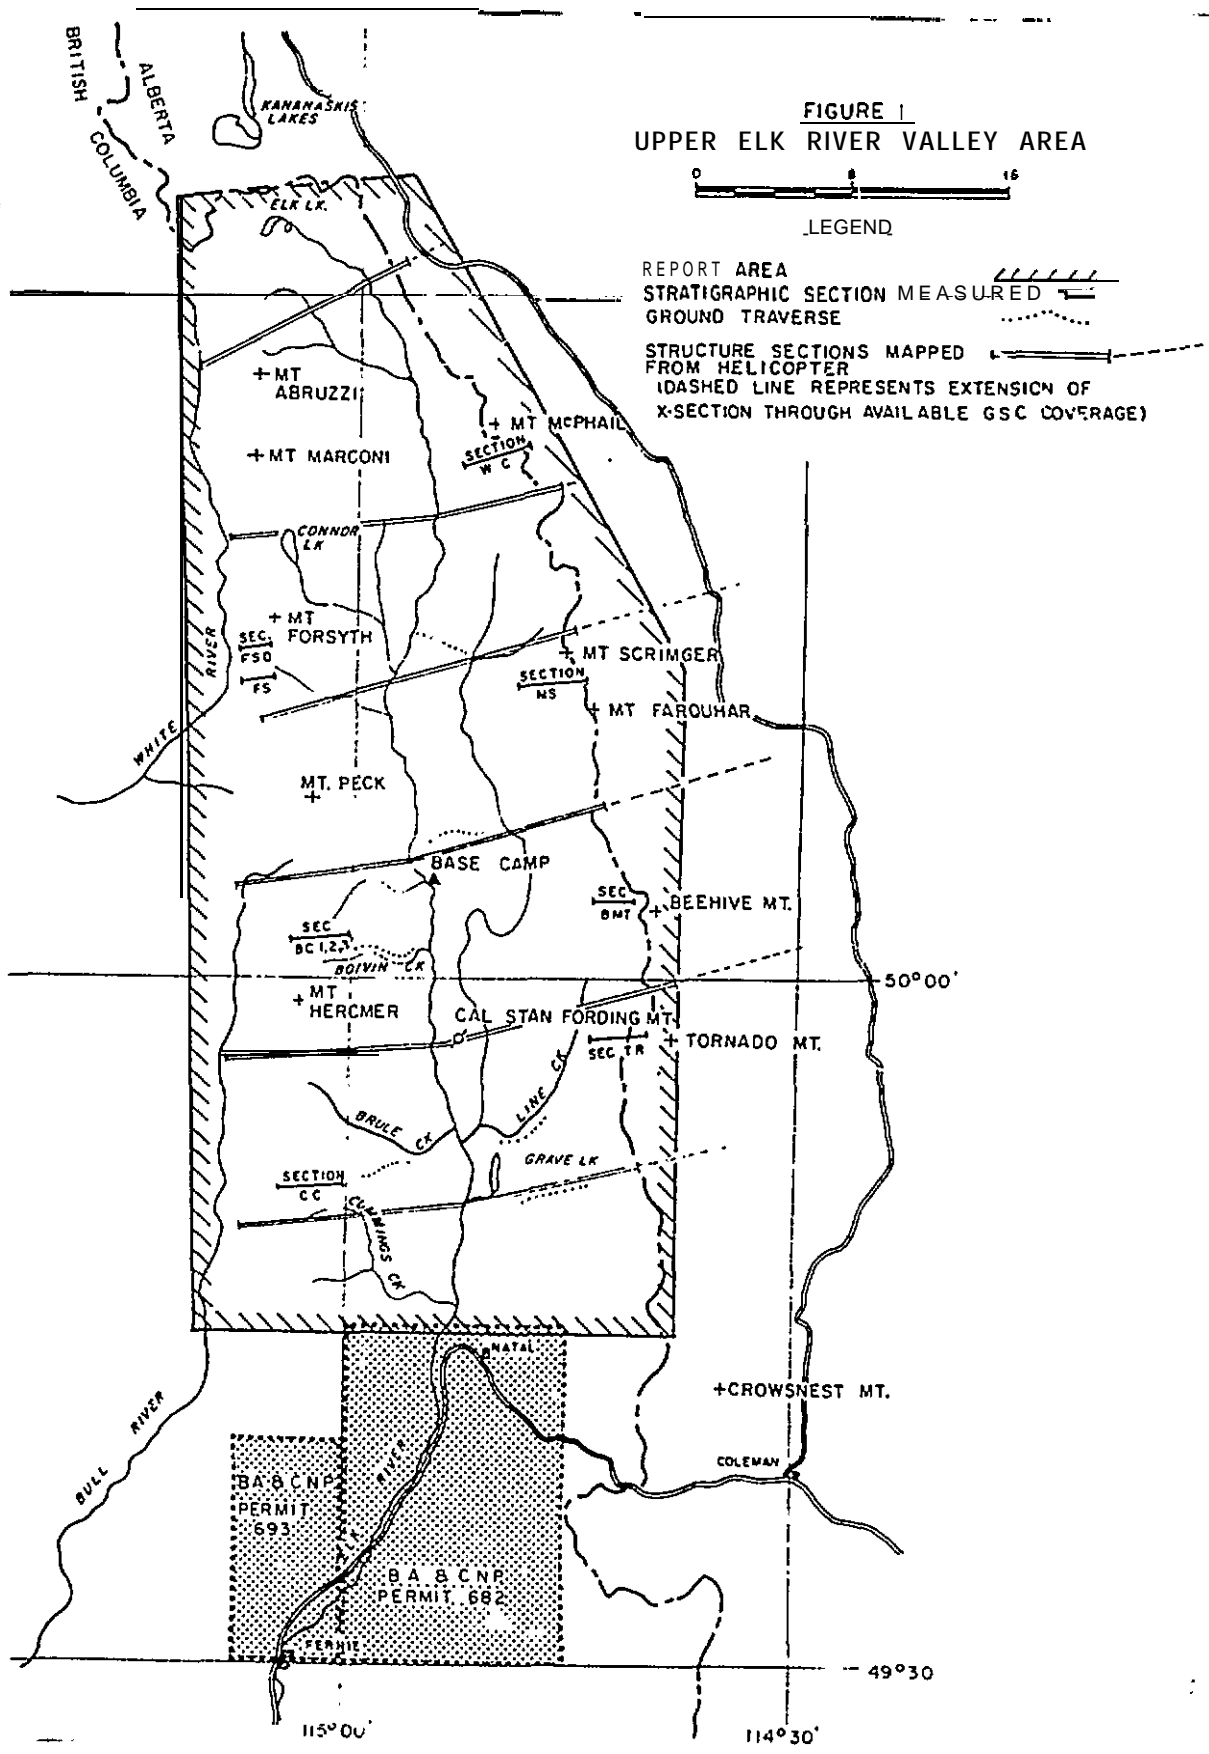 BRITISH COLUMBIA
ALBERTA
KANANASKIS
LAKES
FIGURE 1
UPPER ELK RIVER VALLEY AREA
0 8 16
LEGEND
REPORT AREA
STRATIGRAPHIC SECTION MEASURED
GROUND TRAVERSE
STRUCTURE SECTIONS MAPPED
FROM HELICOPTER
(DASHED LINE REPRESENTS EXTENSION OF
X-SECTION THROUGH AVAILABLE GSC COVERAGE)
ELK LK.
+ MT
ABRUZZI
+ MT McPHAIL
SECTION
W C
+ MT MARCONI
CONNOR
LK
+ MT
FORSYTH
SEC.
FSD
FS
WHITE RIVER
+ MT SCRIMGER
SECTION
MS
+ MT FARQUHAR
MT. PECK
+
BASE CAMP
SEC
BMT
+ BEEHIVE MT.
SEC
BC 1,2,3
BOIVIN CK
50°00'
+ MT
HERCMER
CAL STAN FORDING MT.
SEC TR
+ TORNADO MT.
BRULE CK
LINE CK
GRAVE LK
SECTION
CC
CUMMINGS CK
NATAL
+CROWSNEST MT.
COLEMAN
BULL RIVER
RIVER
BA & CNP
PERMIT
693
BA & CNP
PERMIT 682
FERNIE
49°30
115°00'
114°30'